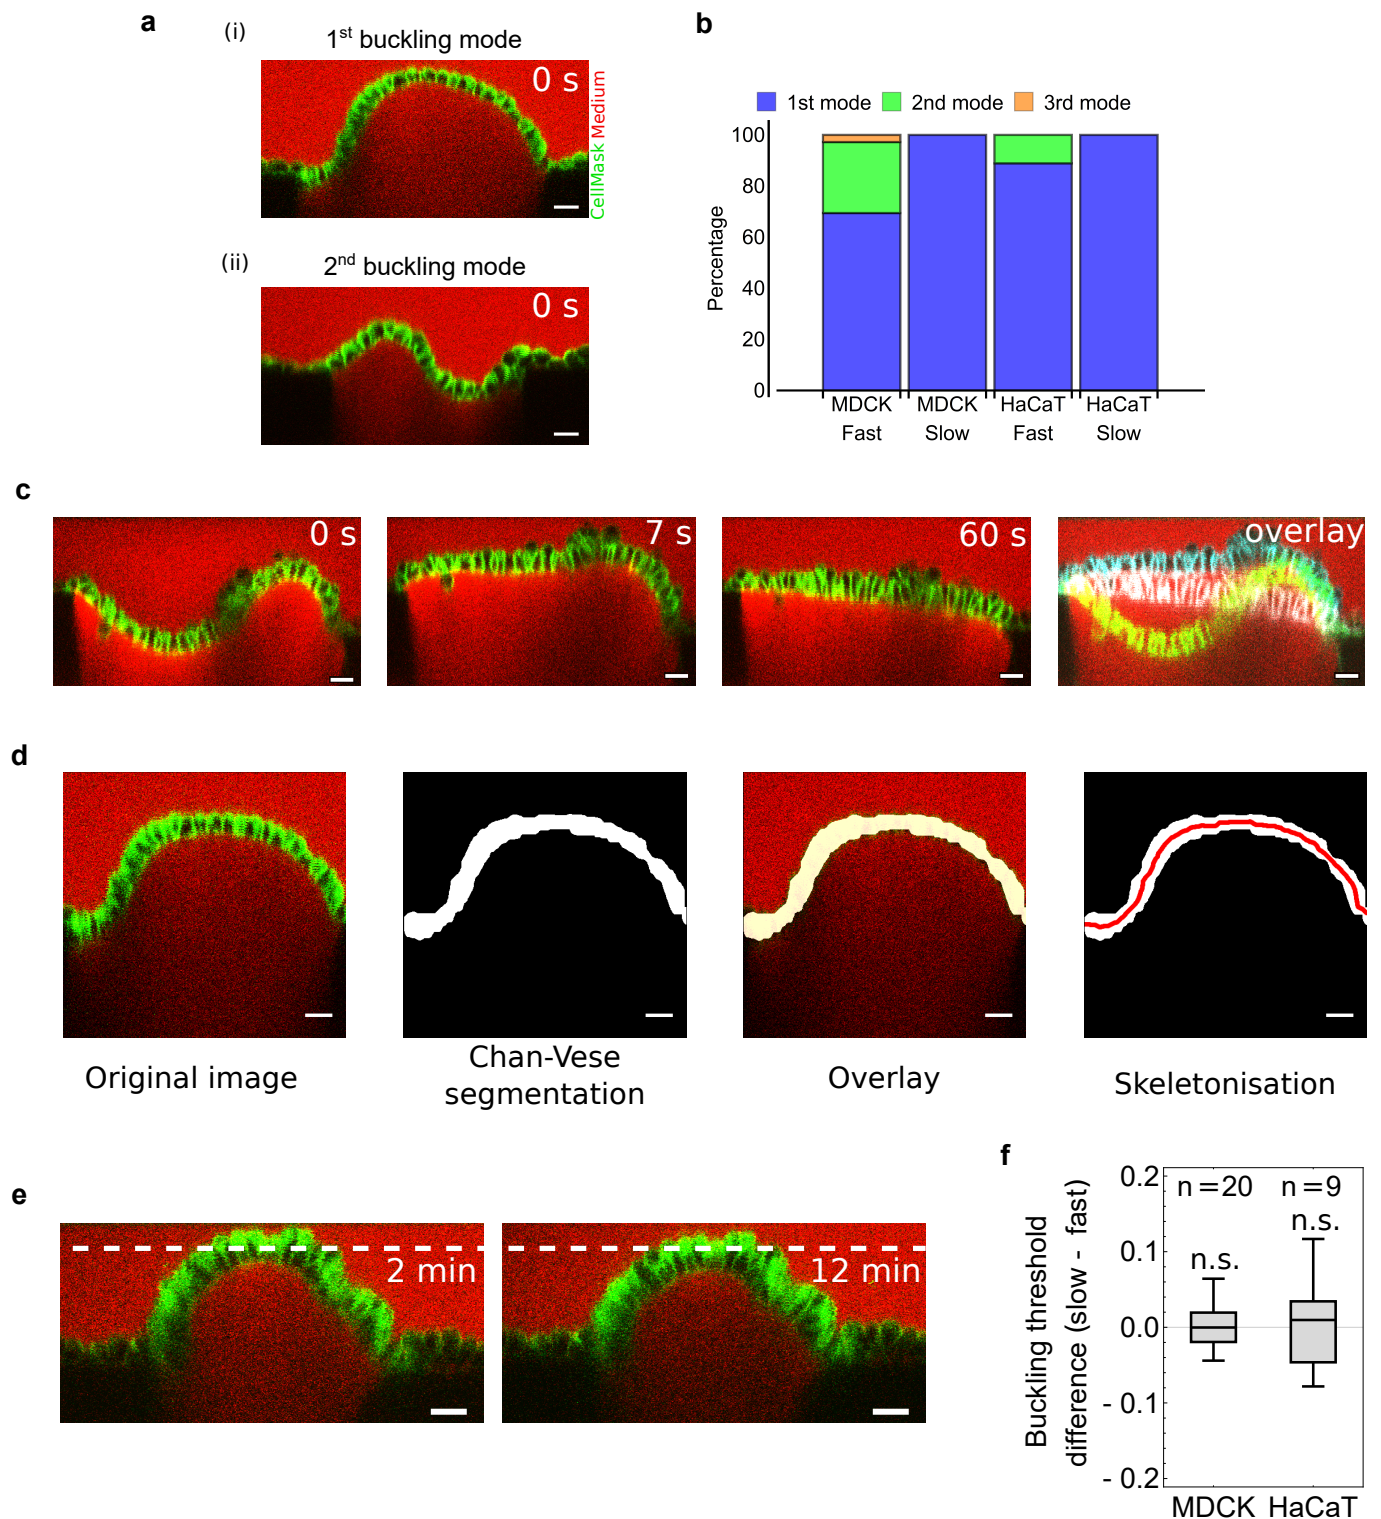 a
(i)
1st buckling mode
0 s
CellMask Medium
(ii)
2nd buckling mode
0 s
b
1st mode 2nd mode 3rd mode
Percentage
100
80
60
40
20
0
MDCK MDCK HaCaT HaCaT
Fast Slow Fast Slow
c
0 s
7 s
60 s
overlay
d
Original image
Chan-Vese
segmentation
Overlay
Skeletonisation
e
2 min
12 min
f
Buckling threshold
difference (slow - fast)
0.2
0.1
0.0
- 0.1
- 0.2
n=20 n=9
n.s.
n.s.
MDCK HaCaT